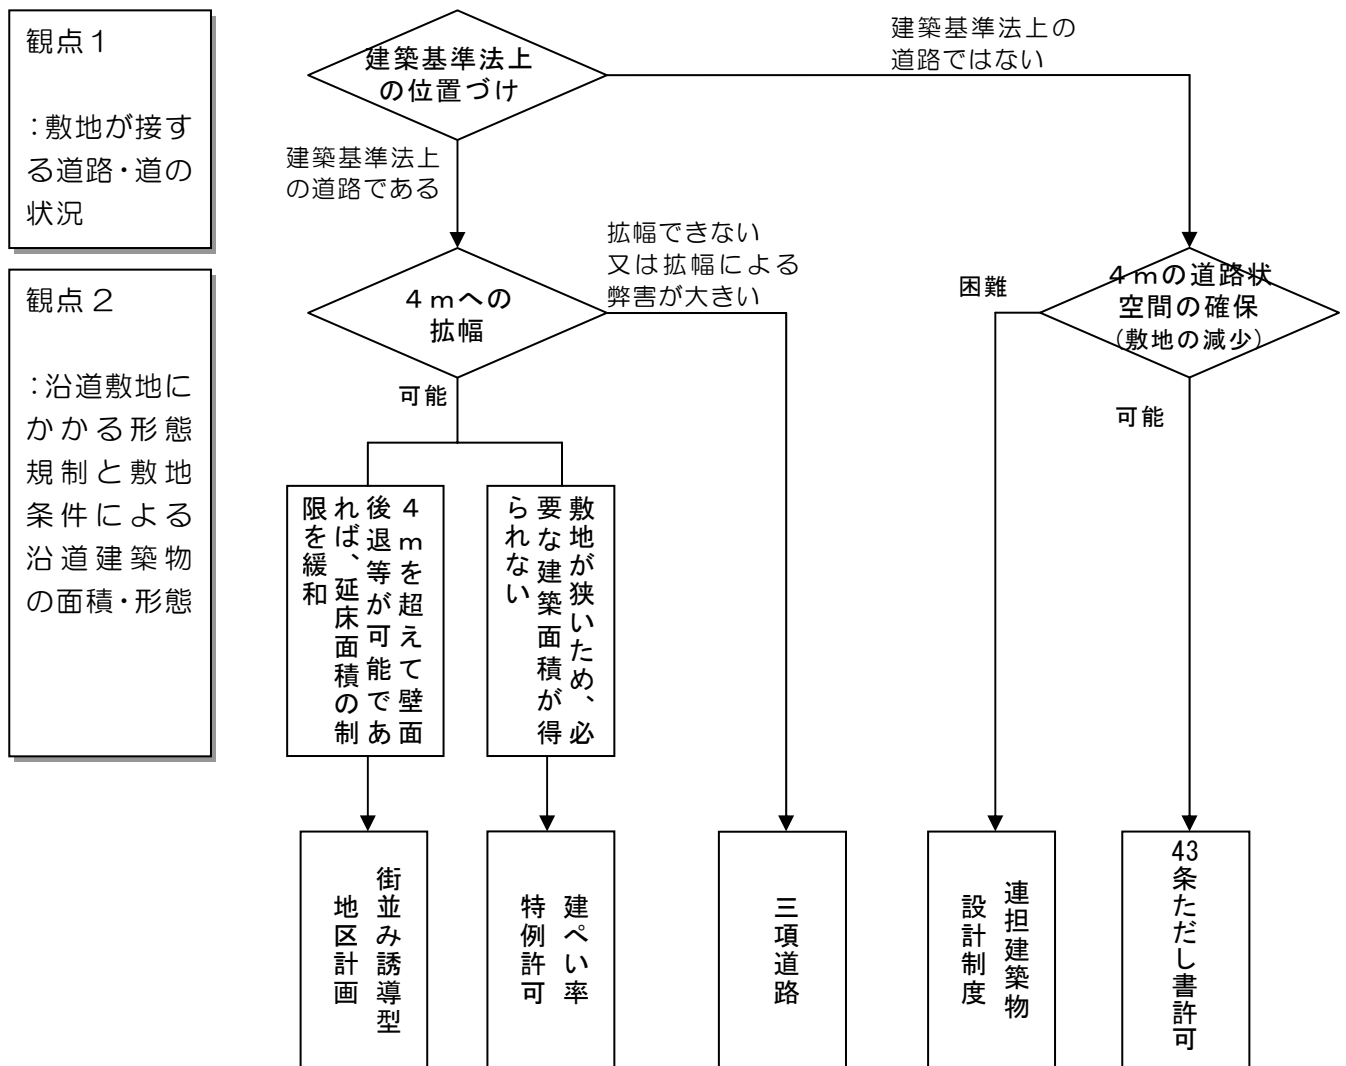 観点１
：敷地が接す
る道路・道の
状況
観点２
：沿道敷地に
かかる形態
規制と敷地
条件による
沿道建築物
の面積・形態
建築基準法上
の位置づけ
建築基準法上の
道路ではない
建築基準法上
の道路である
４ｍへの
拡幅
拡幅できない
又は拡幅による
弊害が大きい
困難
４ｍの道路状
空間の確保
（敷地の減少）
可能
可能
４ｍを超えて壁面
後退等が可能であ
れば、延床面積の制
限を緩和
敷地が狭いため、必
要な建築面積が得
られない
街並み誘導型
地区計画
建ぺい率
特例許可
三項道路
連担建築物
設計制度
43条ただし書許可